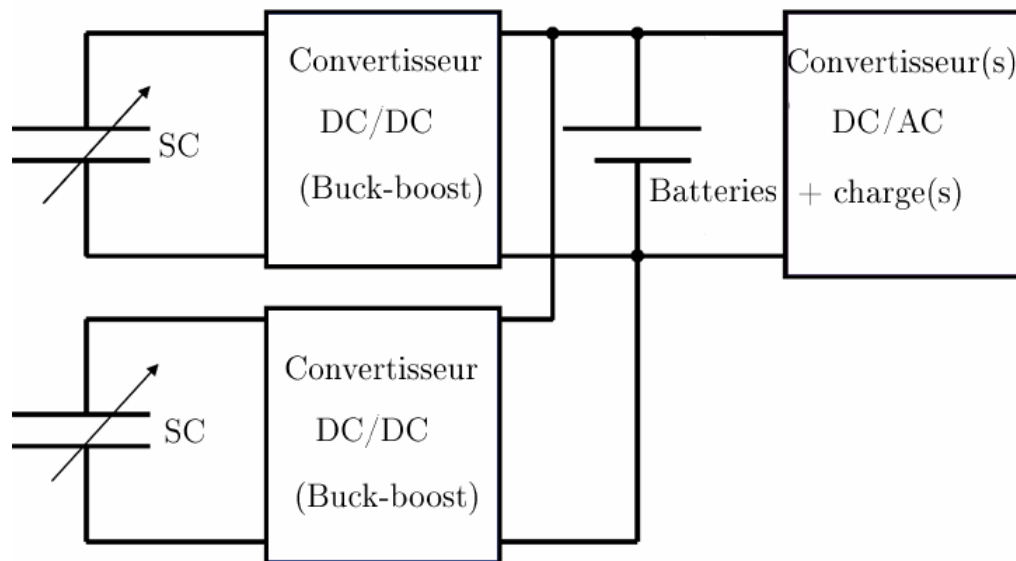 Convertisseur
DC/DC
(Buck-boost)
SC
Batteries
Convertisseur(s)
DC/AC
+ charge(s)
Convertisseur
DC/DC
(Buck-boost)
SC